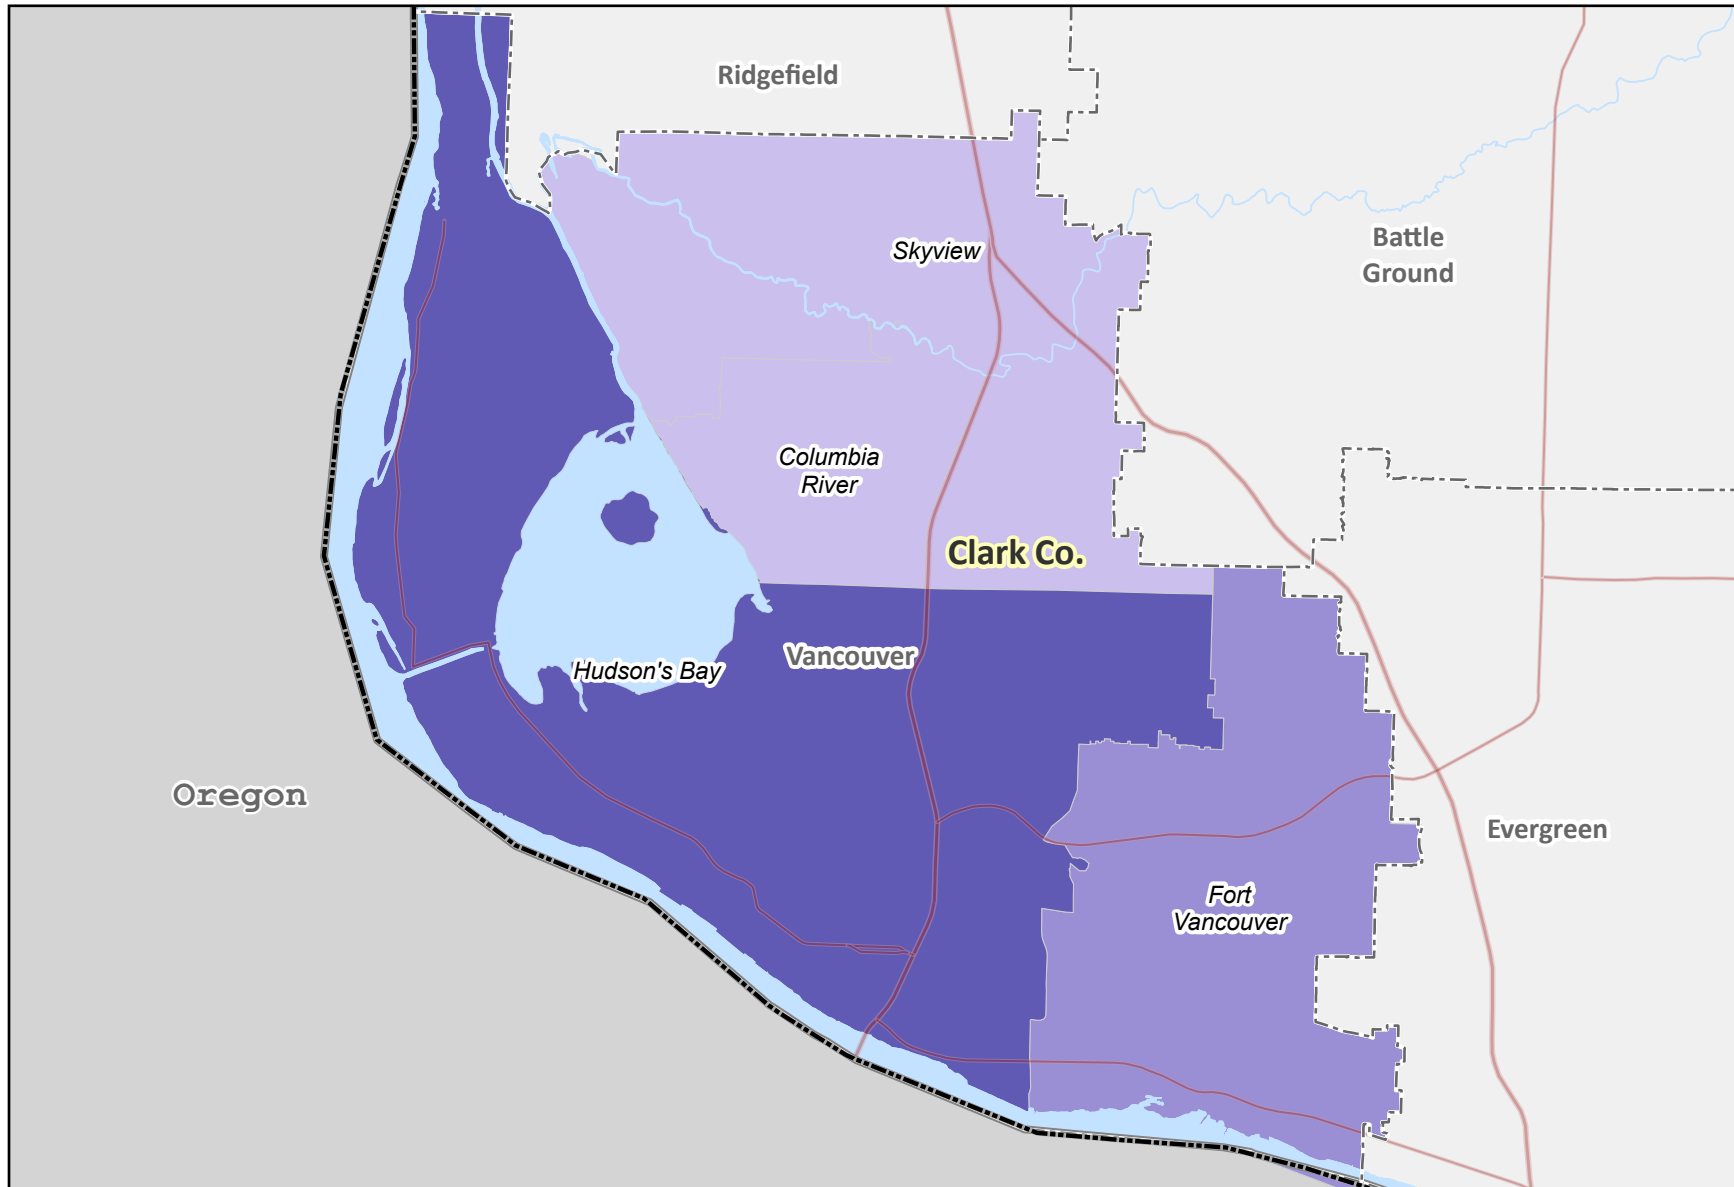 Ridgefield
Skyview
Battle
Ground
Columbia
River
Clark Co.
Vancouver
Hudson's Bay
Oregon
Evergreen
Fort
Vancouver